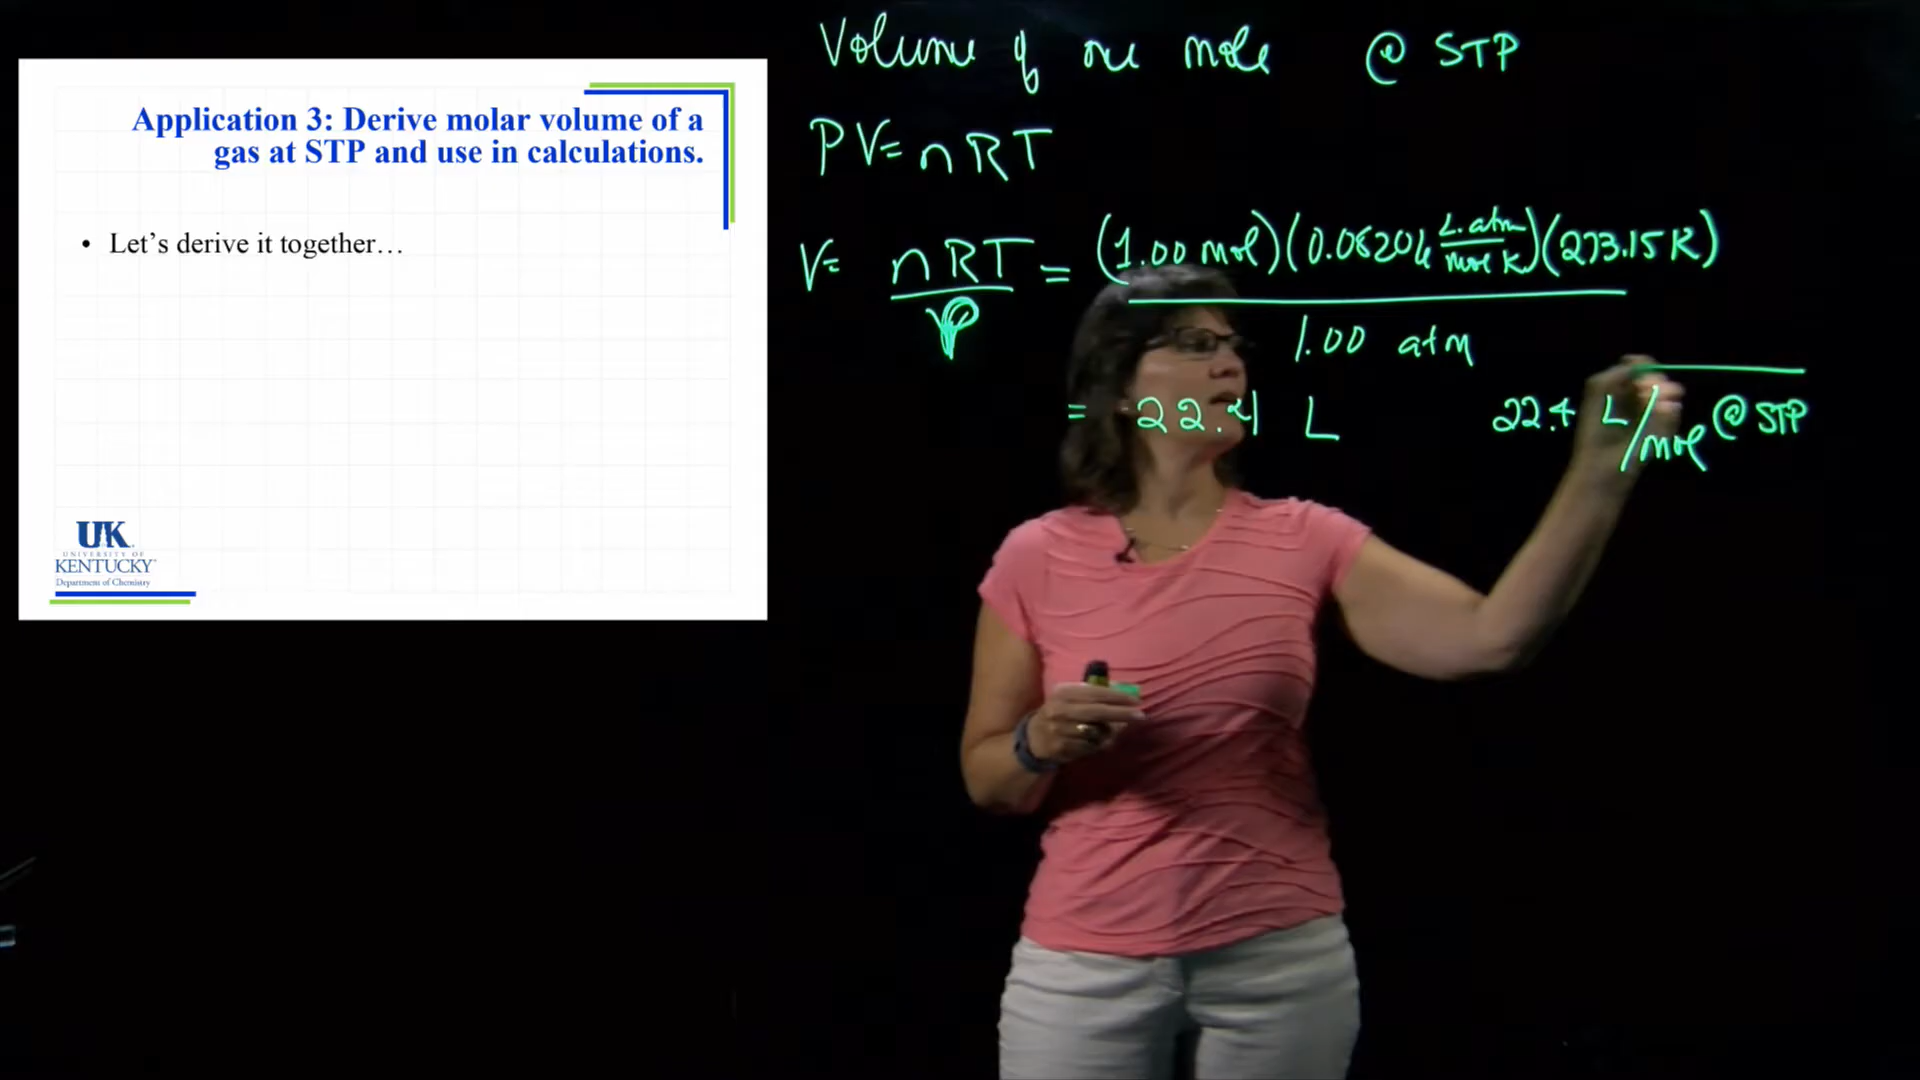 Application 3: Derive molar volume of a
gas at STP and use in calculations.
• Let’s derive it together…
UK
UNIVERSITY OF
KENTUCKY™
Department of Chemistry
Volume of one mole @ STP
PV = nRT
V = nRT/P = (1.00 mol)(0.08206 L·atm/mol K)(273.15 K)
1.00 atm
= 22.41 L 22.4 L/mol @ STP